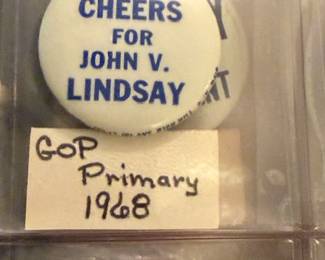 CHEERS
FOR
JOHN V.
LINDSAY
GOP
Primary
1968